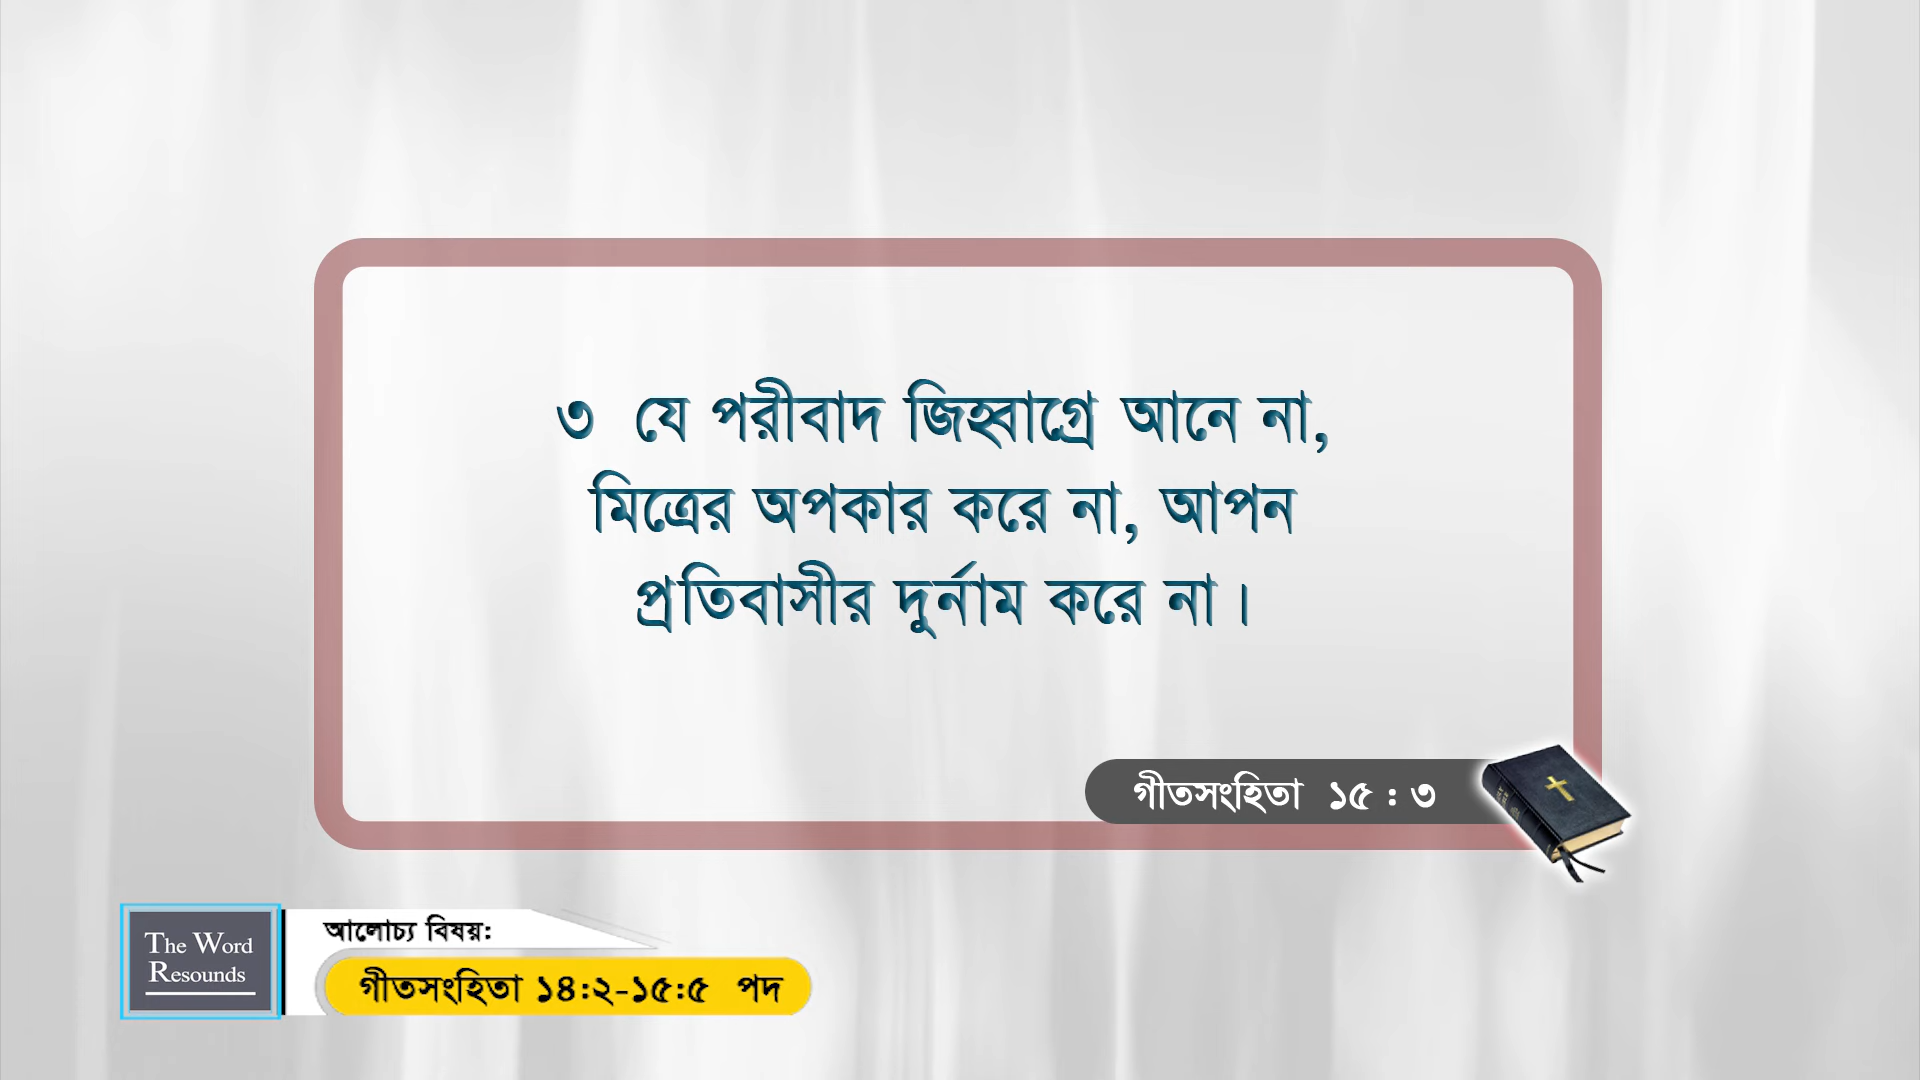 ৩  যে পরীবাদ জিহ্বাগ্রে আনে না,
মিত্রের অপকার করে না, আপন
প্রতিবাসীর দুর্নাম করে না।
গীতসংহিতা  ১৫ : ৩
The Word
Resounds
আলোচ্য বিষয়:
গীতসংহিতা ১৪:২-১৫:৫  পদ